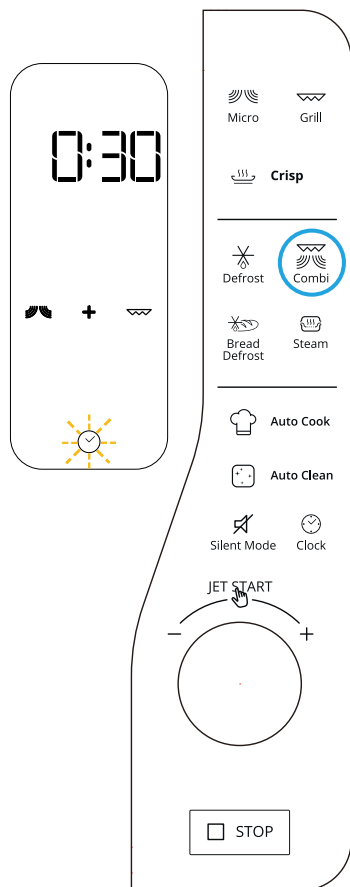 0:30
Micro Grill
Crisp
Defrost Combi
Bread Defrost Steam
Auto Cook
Auto Clean
Silent Mode Clock
JET START
− +
STOP